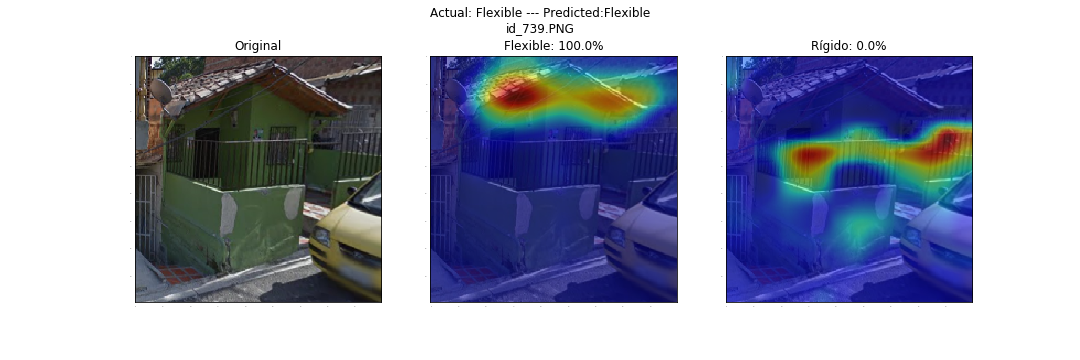 Actual: Flexible --- Predicted:Flexible
id_739.PNG
Original
Flexible: 100.0%
Rígido: 0.0%